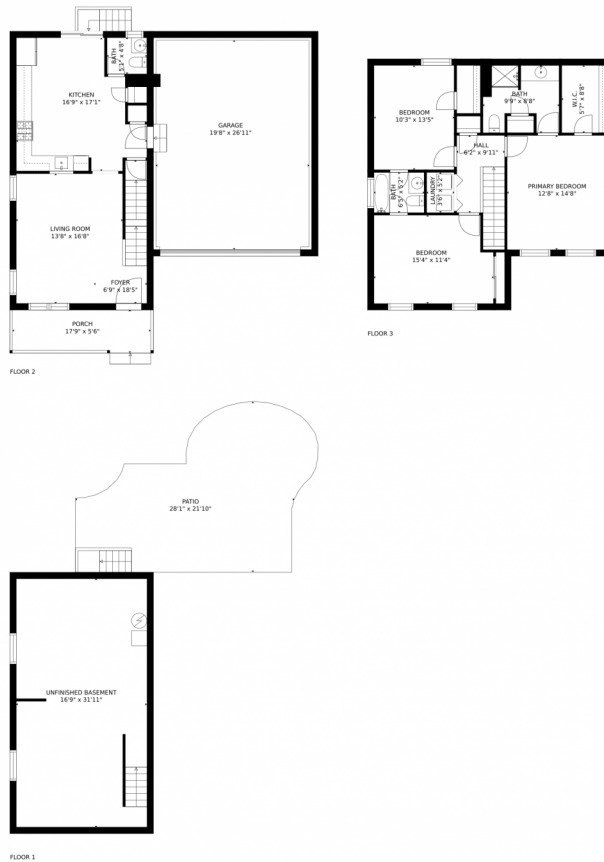 BATH
5'2" x 4'8"
KITCHEN
16'9" x 17'1"
GARAGE
19'8" x 26'11"
LIVING ROOM
13'8" x 16'8"
FOYER
6'9" x 18'5"
PORCH
17'9" x 5'6"
FLOOR 2
BEDROOM
10'3" x 13'5"
BATH
9'9" x 8'8"
W.I.C.
5'7" x 8'8"
HALL
6'2" x 9'11"
BATH
6'5" x 5'2"
LAUNDRY
3'6" x 5'2"
PRIMARY BEDROOM
12'8" x 14'8"
BEDROOM
15'4" x 11'4"
FLOOR 3
PATIO
28'1" x 21'10"
UNFINISHED BASEMENT
16'9" x 31'11"
FLOOR 1